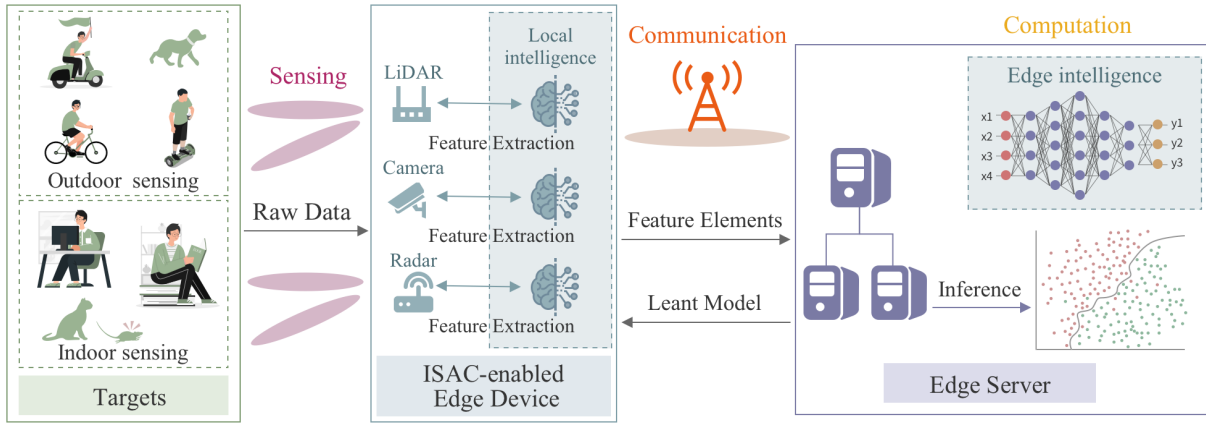 Outdoor sensing
Indoor sensing
Targets
Sensing
Raw Data
Local
intelligence
LiDAR
Feature Extraction
Camera
Feature Extraction
Radar
Feature Extraction
ISAC-enabled
Edge Device
Communication
Feature Elements
Leant Model
Computation
Edge intelligence
x1
x2
x3
x4
y1
y2
y3
Inference
Edge Server